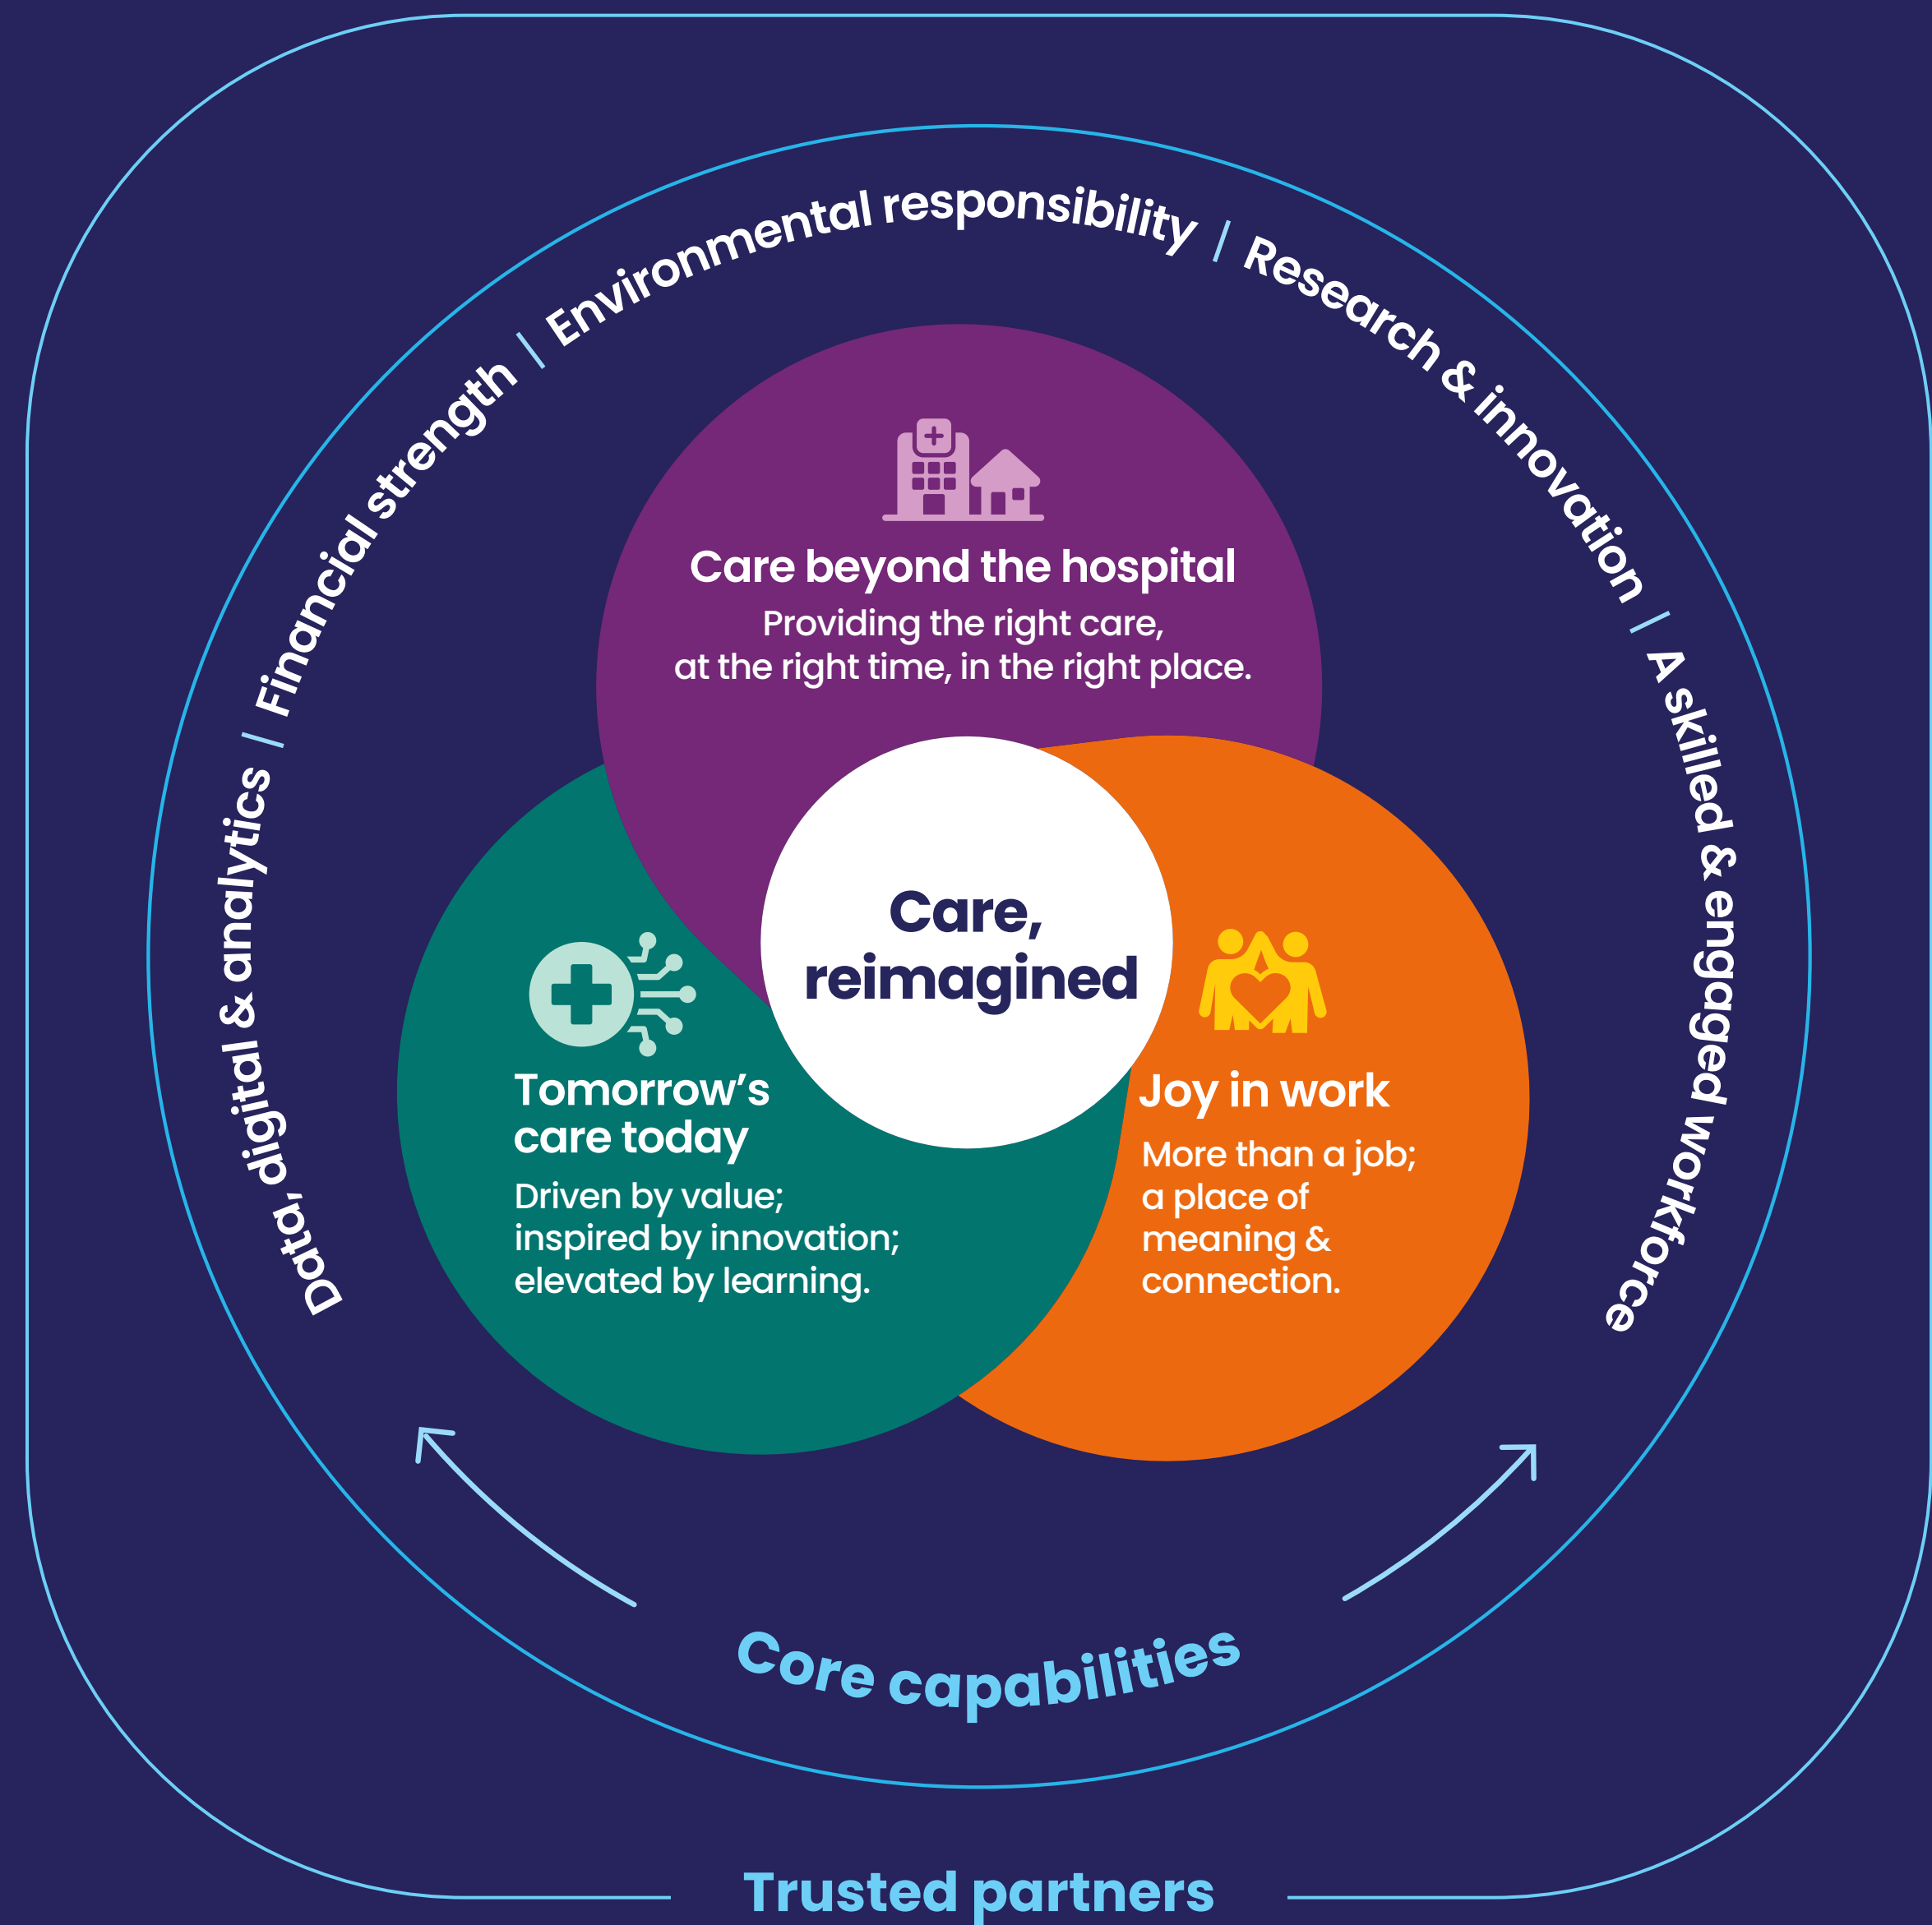 Data, digital & analytics | Financial strength | Environmental responsibility | Research & innovation | A skilled & engaged workforce
Care beyond the hospital
Providing the right care,
at the right time, in the right place.
Care,
reimagined
Tomorrow’s
care today
Driven by value;
inspired by innovation;
elevated by learning.
Joy in work
More than a job;
a place of
meaning &
connection.
Core capabilities
Trusted partners